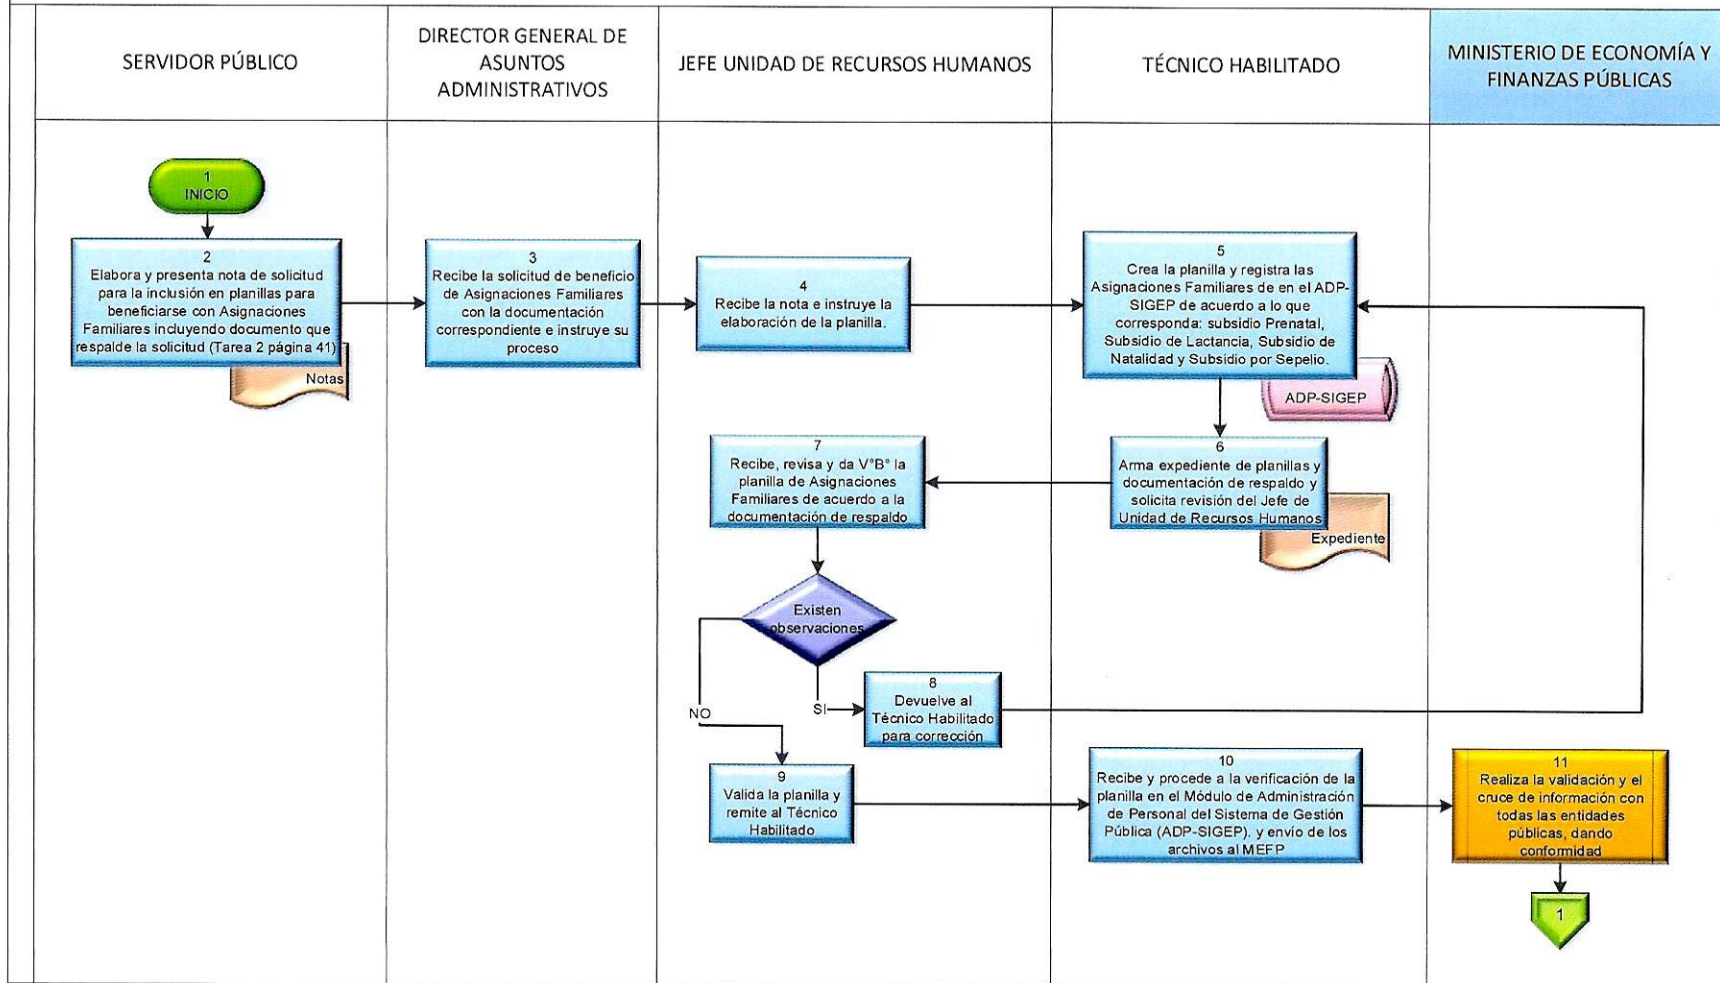 SERVIDOR PÚBLICO
DIRECTOR GENERAL DE
ASUNTOS
ADMINISTRATIVOS
JEFE UNIDAD DE RECURSOS HUMANOS
TÉCNICO HABILITADO
MINISTERIO DE ECONOMÍA Y
FINANZAS PÚBLICAS
1
INICIO
2
Elabora y presenta nota de solicitud
para la inclusión en planillas para
beneficiarse con Asignaciones
Familiares incluyendo documento que
respalde la solicitud (Tarea 2 página 41)
Notas
3
Recibe la solicitud de beneficio
de Asignaciones Familiares
con la documentación
correspondiente e instruye su
proceso
4
Recibe la nota e instruye la
elaboración de la planilla.
5
Crea la planilla y registra las
Asignaciones Familiares de en el ADP-
SIGEP de acuerdo a lo que
corresponda: subsidio Prenatal,
Subsidio de Lactancia, Subsidio de
Natalidad y Subsidio por Sepelio.
ADP-SIGEP
6
Arma expediente de planillas y
documentación de respaldo y
solicita revisión del Jefe de
Unidad de Recursos Humanos
Expediente
7
Recibe, revisa y da V°B° la
planilla de Asignaciones
Familiares de acuerdo a la
documentación de respaldo
Existen
observaciones
NO
SI
8
Devuelve al
Técnico Habilitado
para corrección
9
Valida la planilla y
remite al Técnico
Habilitado
10
Recibe y procede a la verificación de la
planilla en el Módulo de Administración
de Personal del Sistema de Gestión
Pública (ADP-SIGEP). y envío de los
archivos al MEFP
11
Realiza la validación y el
cruce de información con
todas las entidades
públicas, dando
conformidad
1